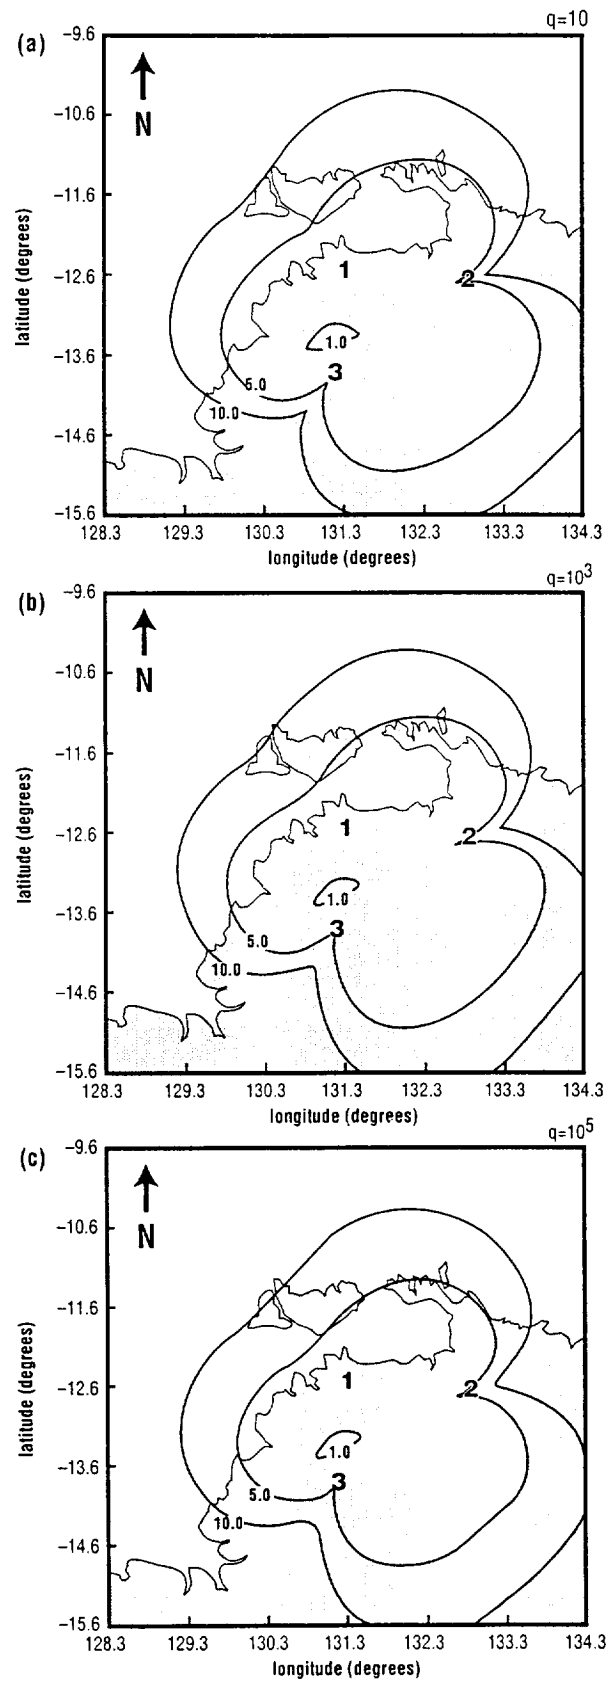 (a)
q=10
−9.6
−10.6
−11.6
−12.6
−13.6
−14.6
−15.6
latitude (degrees)
N
1
2
1.0
3
5.0
10.0
128.3 129.3 130.3 131.3 132.3 133.3 134.3
longitude (degrees)
(b)
q=10³
−9.6
−10.6
−11.6
−12.6
−13.6
−14.6
−15.6
latitude (degrees)
N
1
2
1.0
3
5.0
10.0
128.3 129.3 130.3 131.3 132.3 133.3 134.3
longitude (degrees)
(c)
q=10⁵
−9.6
−10.6
−11.6
−12.6
−13.6
−14.6
−15.6
latitude (degrees)
N
1
2
1.0
3
5.0
10.0
128.3 129.3 130.3 131.3 132.3 133.3 134.3
longitude (degrees)